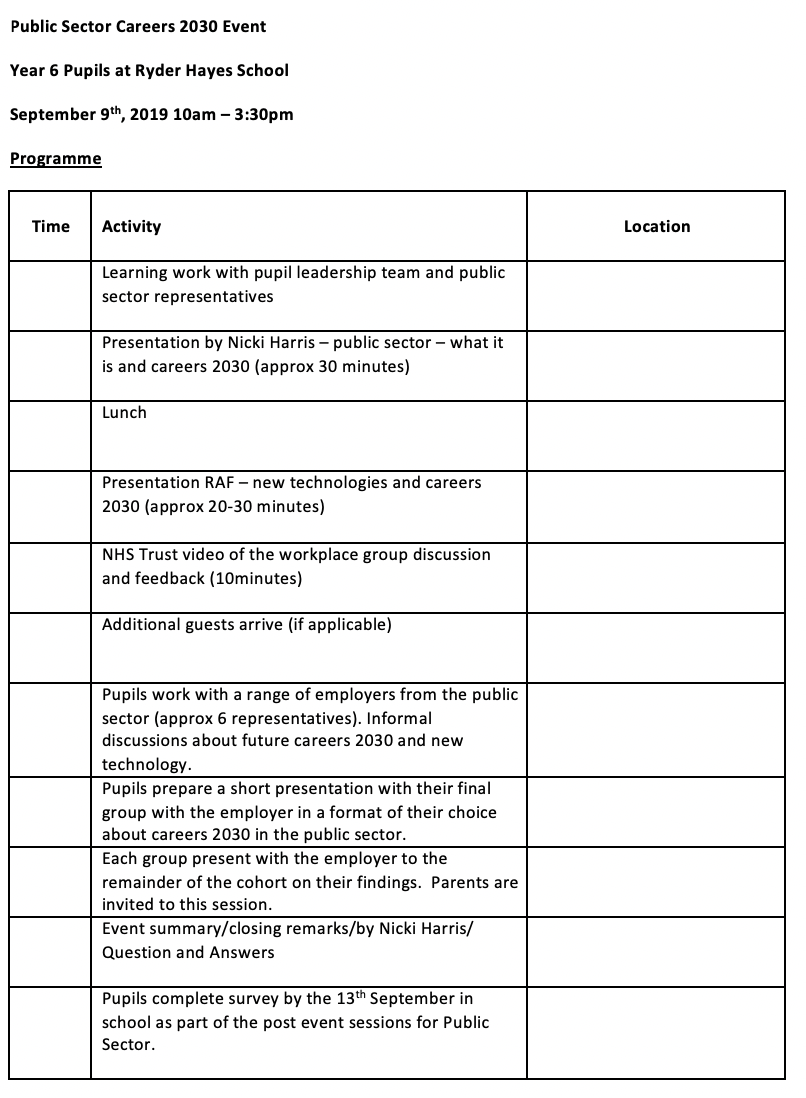 Public Sector Careers 2030 Event
Year 6 Pupils at Ryder Hayes School
September 9th, 2019 10am – 3:30pm
Programme
Time Activity Location
Learning work with pupil leadership team and public
sector representatives
Presentation by Nicki Harris – public sector – what it
is and careers 2030 (approx 30 minutes)
Lunch
Presentation RAF – new technologies and careers
2030 (approx 20-30 minutes)
NHS Trust video of the workplace group discussion
and feedback (10minutes)
Additional guests arrive (if applicable)
Pupils work with a range of employers from the public
sector (approx 6 representatives). Informal
discussions about future careers 2030 and new
technology.
Pupils prepare a short presentation with their final
group with the employer in a format of their choice
about careers 2030 in the public sector.
Each group present with the employer to the
remainder of the cohort on their findings.  Parents are
invited to this session.
Event summary/closing remarks/by Nicki Harris/
Question and Answers
Pupils complete survey by the 13th September in
school as part of the post event sessions for Public
Sector.